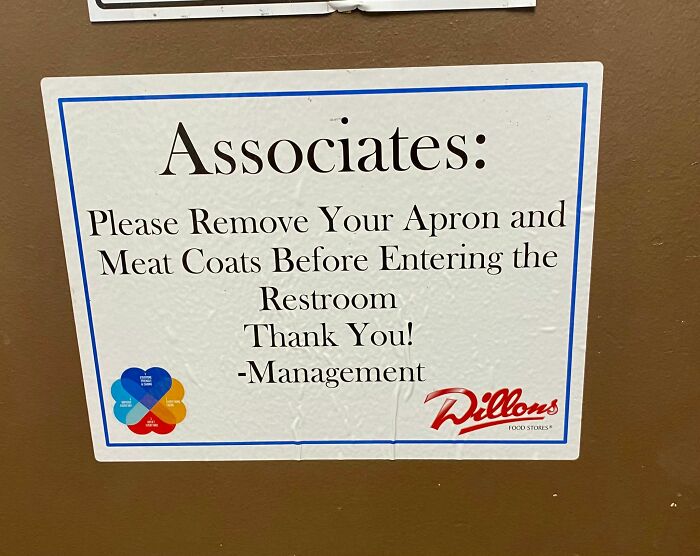 Associates:
Please Remove Your Apron and
Meat Coats Before Entering the
Restroom
Thank You!
-Management
Dillons
FOOD STORES®